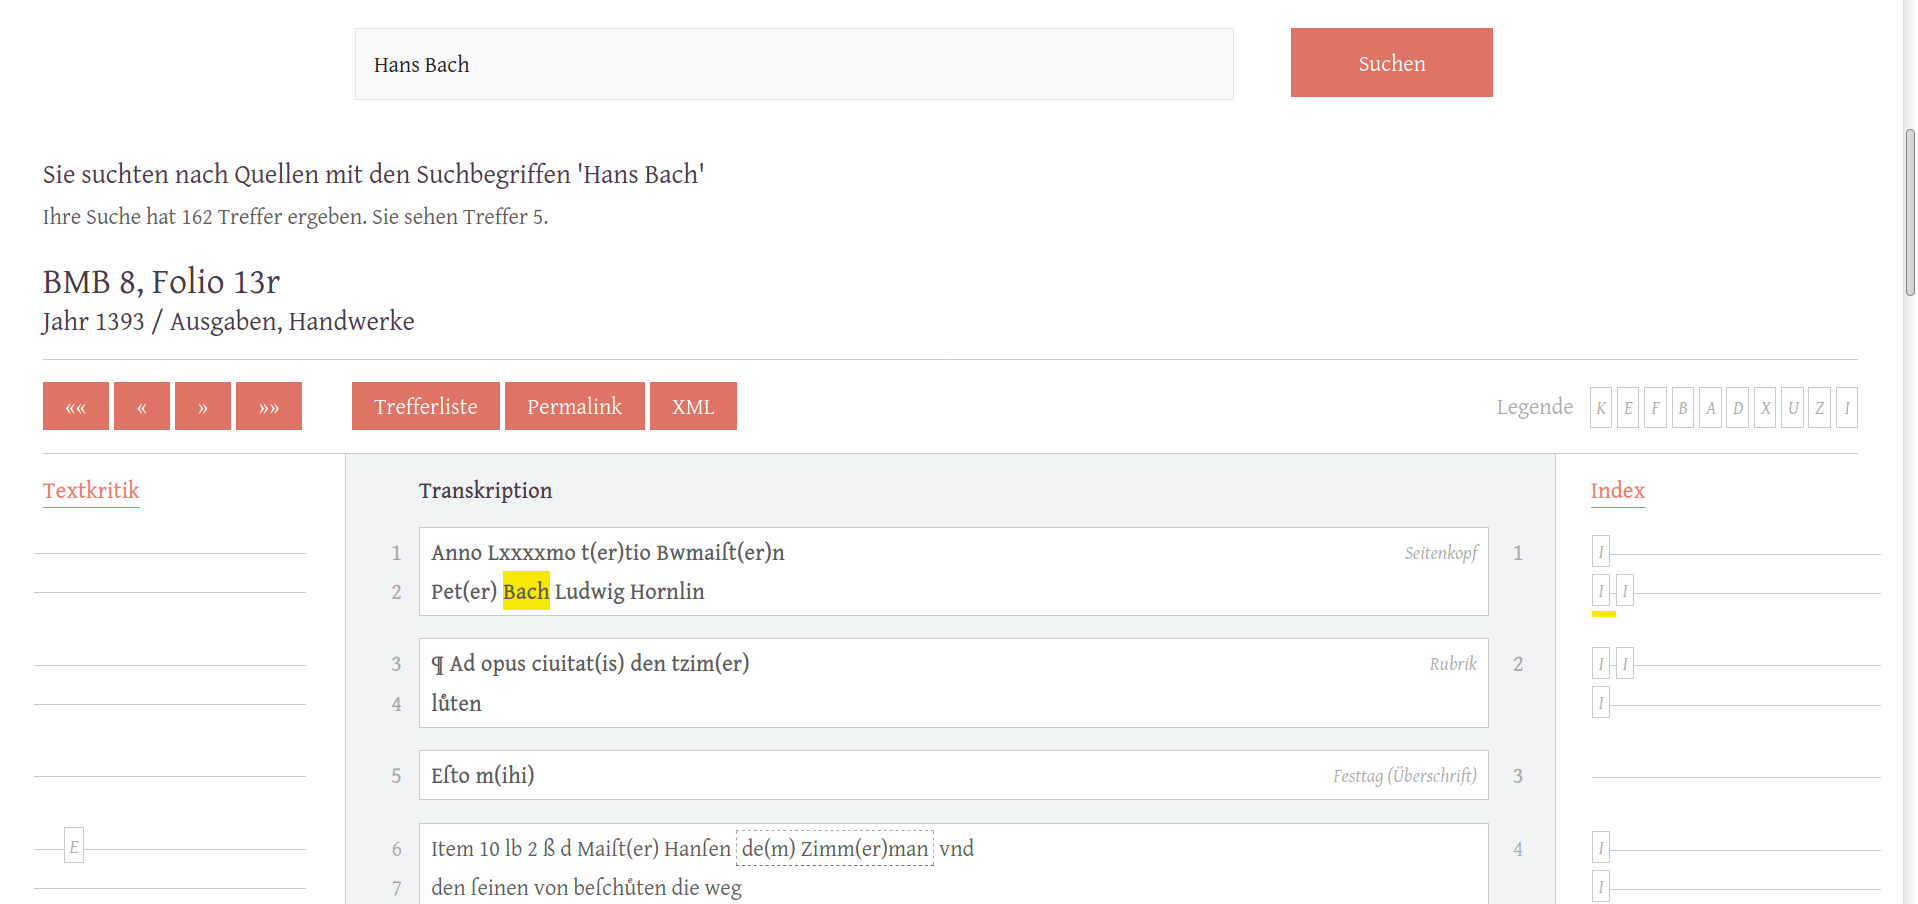 Hans Bach
Suchen
Sie suchten nach Quellen mit den Suchbegriffen 'Hans Bach'
Ihre Suche hat 162 Treffer ergeben. Sie sehen Treffer 5.
BMB 8, Folio 13r
Jahr 1393 / Ausgaben, Handwerke
«« « » »» Trefferliste Permalink XML Legende K E F B A D X U Z I
Textkritik Transkription Index
1 Anno Lxxxxmo t(er)tio Bwmaiſt(er)n Seitenkopf 1 I
2 Pet(er) Bach Ludwig Hornlin I I
3 ¶ Ad opus ciuitat(is) den tzim(er) Rubrik 2 I I
4 lůten I
5 Eſto m(ihi) Festtag (Überschrift) 3
E 6 Item 10 lb 2 ß d Maiſt(er) Hanſen de(m) Zimm(er)man vnd 4 I
7 den ſeinen von beſchůten die weg I